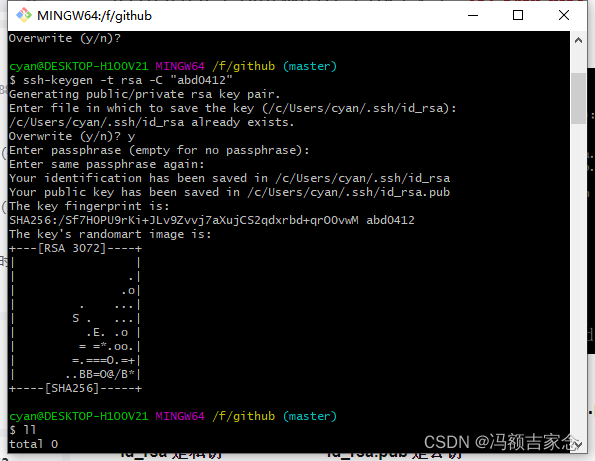 MINGW64:/f/github
Overwrite (y/n)?
cyan@DESKTOP-H1OOV21 MINGW64 /f/github (master)
$ ssh-keygen -t rsa -C "abd0412"
Generating public/private rsa key pair.
Enter file in which to save the key (/c/Users/cyan/.ssh/id_rsa):
/c/Users/cyan/.ssh/id_rsa already exists.
Overwrite (y/n)? y
Enter passphrase (empty for no passphrase):
Enter same passphrase again:
Your identification has been saved in /c/Users/cyan/.ssh/id_rsa
Your public key has been saved in /c/Users/cyan/.ssh/id_rsa.pub
The key fingerprint is:
SHA256:/Sf7H0PU9rKi+JLv9Zvvj7aXujCS2qdxrbd+qrOOvwM abd0412
The key's randomart image is:
+---[RSA 3072]----+
|                 |
|                .|
|               .o|
|         .    ...|
|        S .   ...|
|          .E. .o |
|         = =*.oo.|
|        =.===O.=+|
|       ..BB=O@/B*|
+----[SHA256]-----+
cyan@DESKTOP-H1OOV21 MINGW64 /f/github (master)
$ ll
total 0
CSDN @冯额吉家念